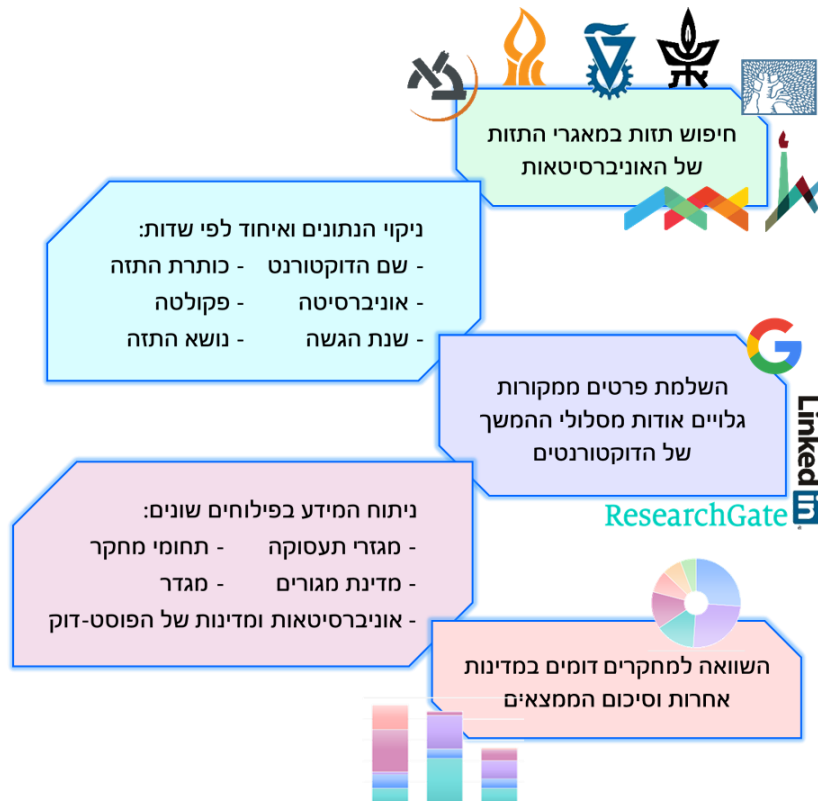 חיפוש תזות במאגרי התזות
של האוניברסיטאות
ניקוי הנתונים ואיחוד לפי שדות:
- שם הדוקטורנט - כותרת התזה
- אוניברסיטה - פקולטה
- שנת הגשה - נושא התזה
השלמת פרטים ממקורות
גלויים אודות מסלולי ההמשך
של הדוקטורנטים
LinkedIn
ResearchGate
ניתוח המידע בפילוחים שונים:
- מגזרי תעסוקה - תחומי מחקר
- מדינת מגורים - מגדר
- אוניברסיטאות ומדינות של הפוסט-דוק
השוואה למחקרים דומים במדינות
אחרות וסיכום הממצאים